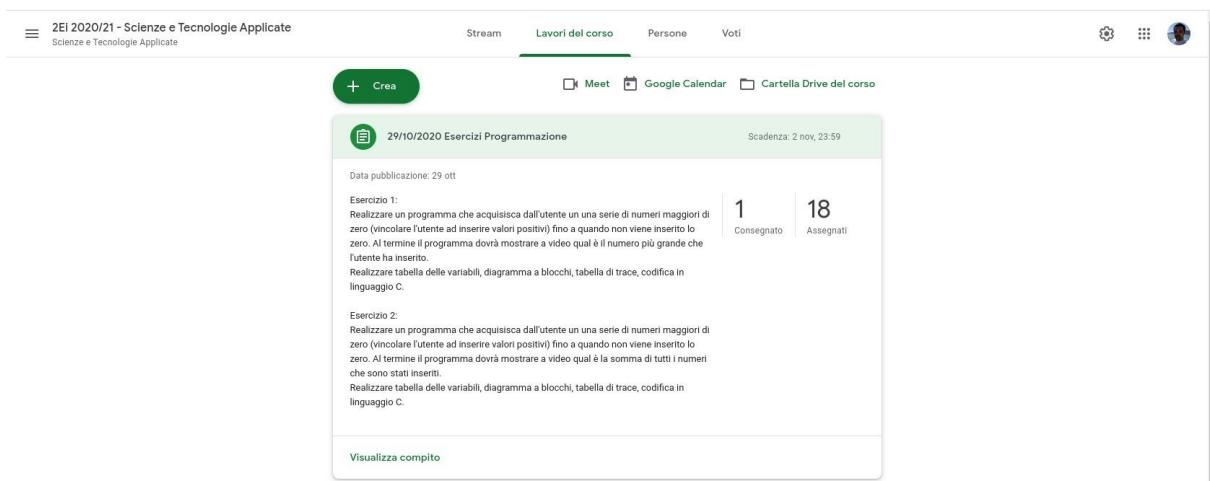 2Ei 2020/21 - Scienze e Tecnologie Applicate
Scienze e Tecnologie Applicate
Stream
Lavori del corso
Persone
Voti
Crea
Meet
Google Calendar
Cartella Drive del corso
29/10/2020 Esercizi Programmazione
Scadenza: 2 nov, 23:59
Data pubblicazione: 29 ott
Esercizio 1:
Realizzare un programma che acquisisca dall'utente un una serie di numeri maggiori di
zero (vincolare l'utente ad inserire valori positivi) fino a quando non viene inserito lo
zero. Al termine il programma dovrà mostrare a video qual è il numero più grande che
l'utente ha inserito.
Realizzare tabella delle variabili, diagramma a blocchi, tabella di trace, codifica in
linguaggio C.
1
Consegnato
18
Assegnati
Esercizio 2:
Realizzare un programma che acquisisca dall'utente un una serie di numeri maggiori di
zero (vincolare l'utente ad inserire valori positivi) fino a quando non viene inserito lo
zero. Al termine il programma dovrà mostrare a video qual è la somma di tutti i numeri
che sono stati inseriti.
Realizzare tabella delle variabili, diagramma a blocchi, tabella di trace, codifica in
linguaggio C.
Visualizza compito